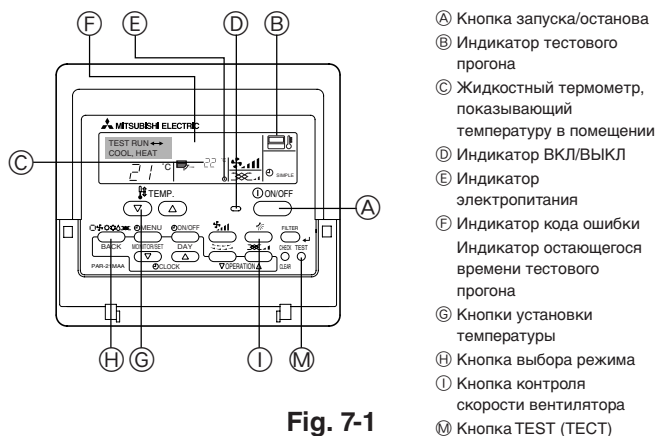 F
E
D
B
C
A
H
G
I
M
MITSUBISHI ELECTRIC
TEST RUN
COOL, HEAT
21 °C
22 °C
SIMPLE
TEMP.
ON/OFF
MENU
ON/OFF
FILTER
BACK
MONITOR/SET
DAY
CHECK
TEST
PAR-21MAA
CLOCK
OPERATION
CLEAR
Fig. 7-1
Ⓐ Кнопка запуска/останова
Ⓑ Индикатор тестового
прогона
Ⓒ Жидкостный термометр,
показывающий
температуру в помещении
Ⓓ Индикатор ВКЛ/ВЫКЛ
Ⓔ Индикатор
электропитания
Ⓕ Индикатор кода ошибки
Индикатор остающегося
времени тестового
прогона
Ⓖ Кнопки установки
температуры
Ⓗ Кнопка выбора режима
Ⓘ Кнопка контроля
скорости вентилятора
Ⓜ Кнопка TEST (ТЕСТ)